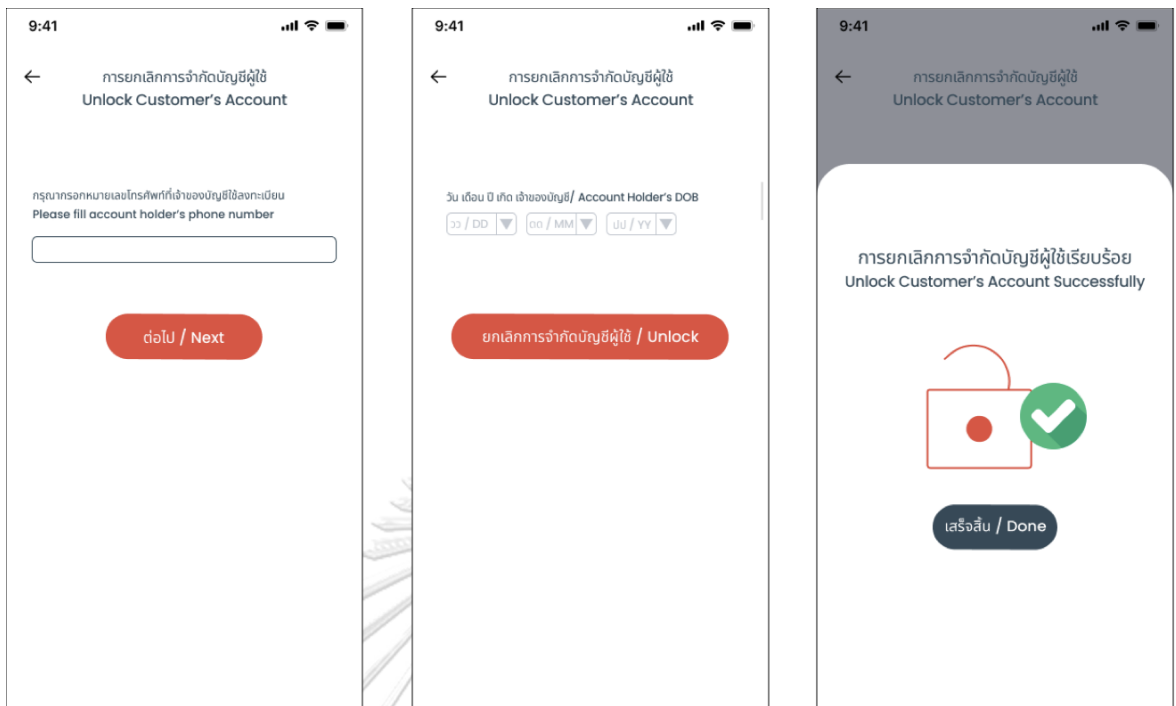 9:41
การยกเลิกการจำกัดบัญชีผู้ใช้
Unlock Customer's Account
กรุณากรอกหมายเลขโทรศัพท์ที่เจ้าของบัญชีใช้ลงทะเบียน
Please fill account holder's phone number
ต่อไป / Next
9:41
การยกเลิกการจำกัดบัญชีผู้ใช้
Unlock Customer's Account
วัน เดือน ปี เกิด เจ้าของบัญชี/ Account Holder's DOB
วว / DD ดด / MM ปป / YY
ยกเลิกการจำกัดบัญชีผู้ใช้ / Unlock
9:41
การยกเลิกการจำกัดบัญชีผู้ใช้
Unlock Customer's Account
การยกเลิกการจำกัดบัญชีผู้ใช้เรียบร้อย
Unlock Customer's Account Successfully
เสร็จสิ้น / Done